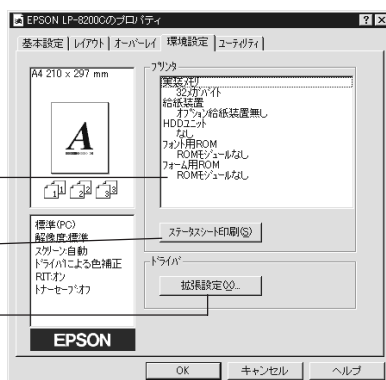 EPSON LP-8200Cのプロパティ
基本設定 レイアウト オーバーレイ 環境設定 ユーティリティ
A4 210 x 297 mm
A
1 1 2 2 3 3
標準(PC)
解像度:標準
スクリーン:自動
ドライバによる色補正
RIT:オン
トナーセーブ:オフ
EPSON
プリンタ
実装メモリ
32メガバイト
給紙装置
オプション給紙装置無し
HDDユニット
なし
フォント用ROM
ROMモジュールなし
フォーム用ROM
ROMモジュールなし
ステータスシート印刷(S)
ドライバ
拡張設定(X)...
OK キャンセル ヘルプ